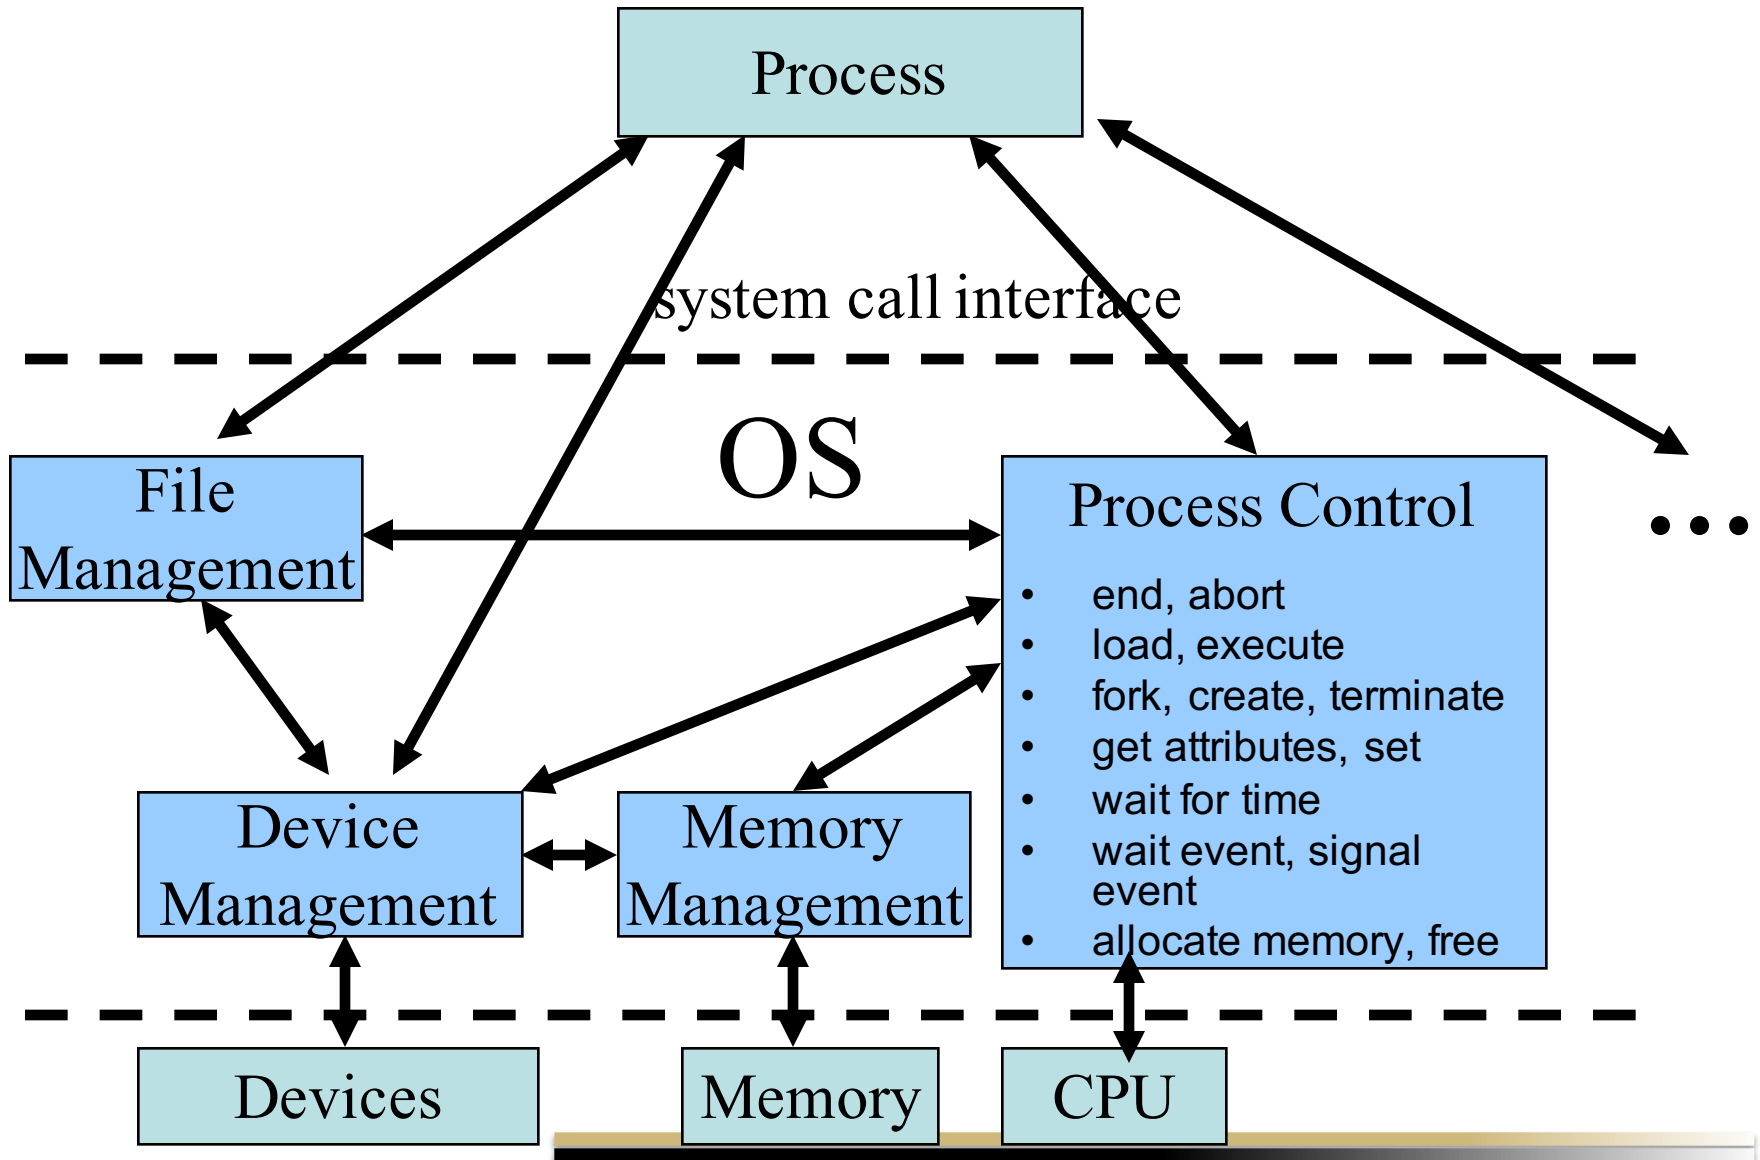 Process
system call interface
OS
File
Management
Process Control
• end, abort
• load, execute
• fork, create, terminate
• get attributes, set
• wait for time
• wait event, signal
event
• allocate memory, free
...
Device
Management
Memory
Management
Devices
Memory
CPU